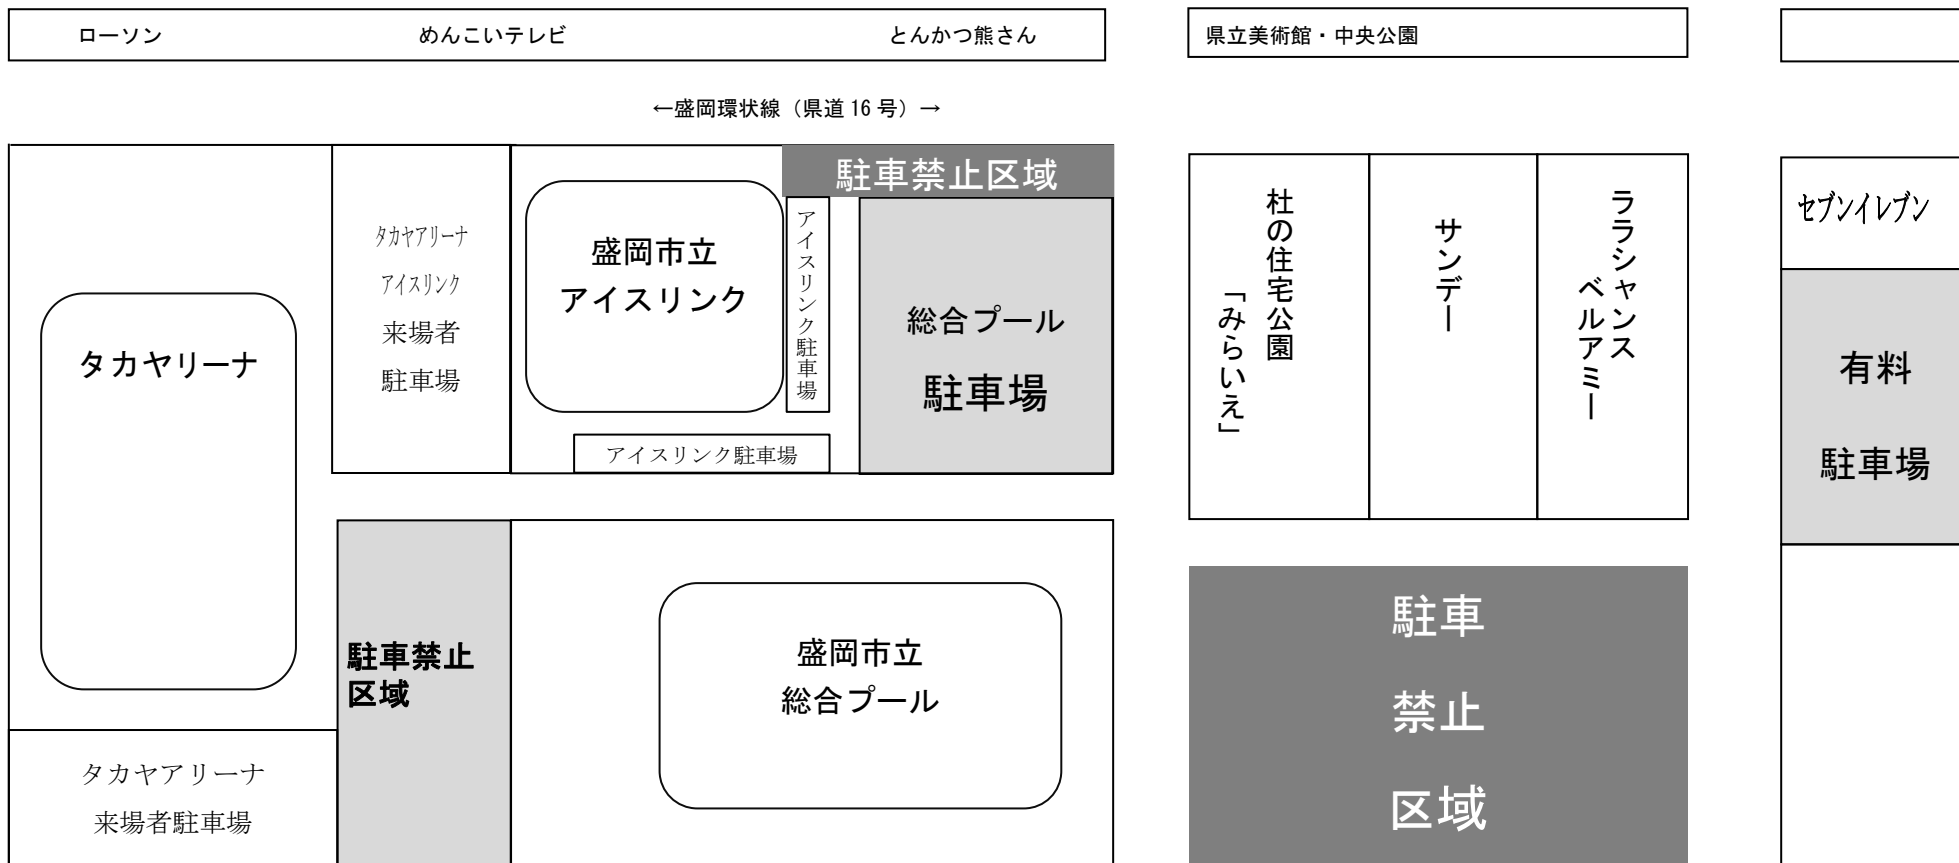 ローソン
めんこいテレビ
とんかつ熊さん
県立美術館・中央公園
←盛岡環状線（県道 16 号）→
タカヤリーナ
タカヤアリーナ
アイスリンク
来場者
駐車場
盛岡市立
アイスリンク
駐車禁止区域
アイスリンク駐車場
アイスリンク駐車場
総合プール
駐車場
杜の住宅公園
「みらいえ」
サンデー
ララシャンス
ベルアミー
セブンイレブン
有料
駐車場
タカヤアリーナ
来場者駐車場
駐車禁止
区域
盛岡市立
総合プール
駐車
禁止
区域